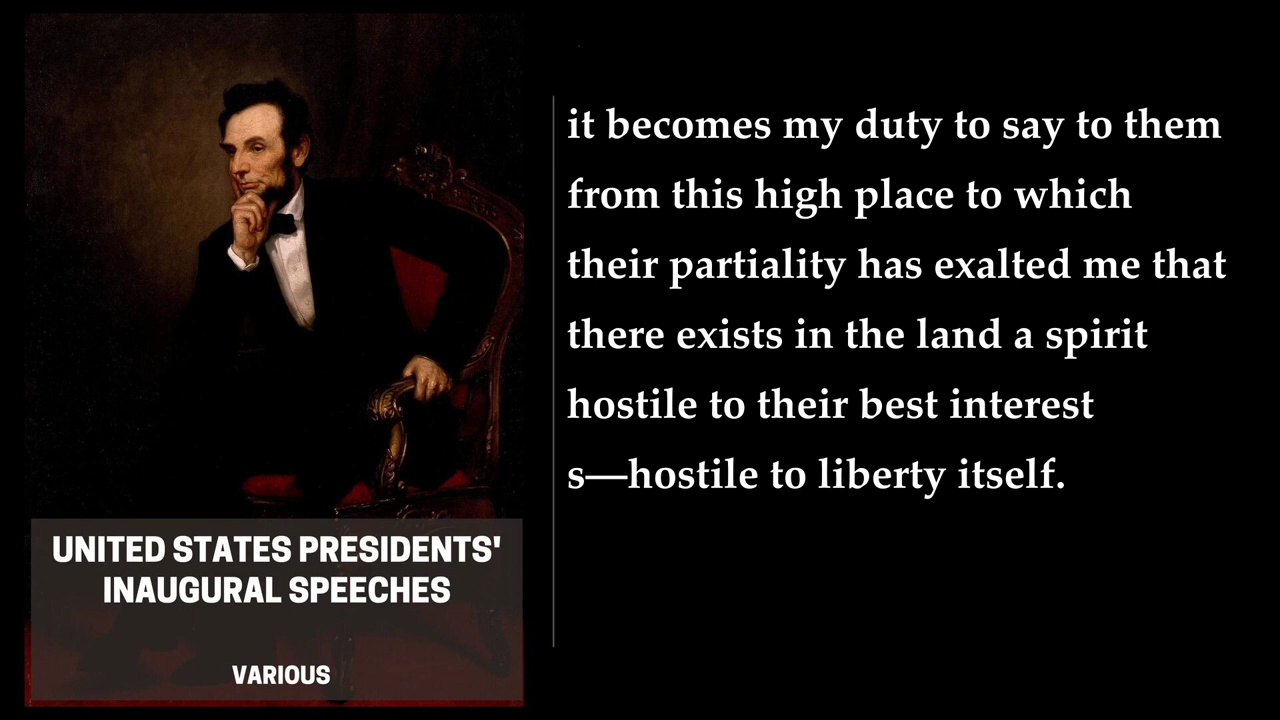 UNITED STATES PRESIDENTS'
INAUGURAL SPEECHES
VARIOUS
it becomes my duty to say to them
from this high place to which
their partiality has exalted me that
there exists in the land a spirit
hostile to their best interest
s—hostile to liberty itself.